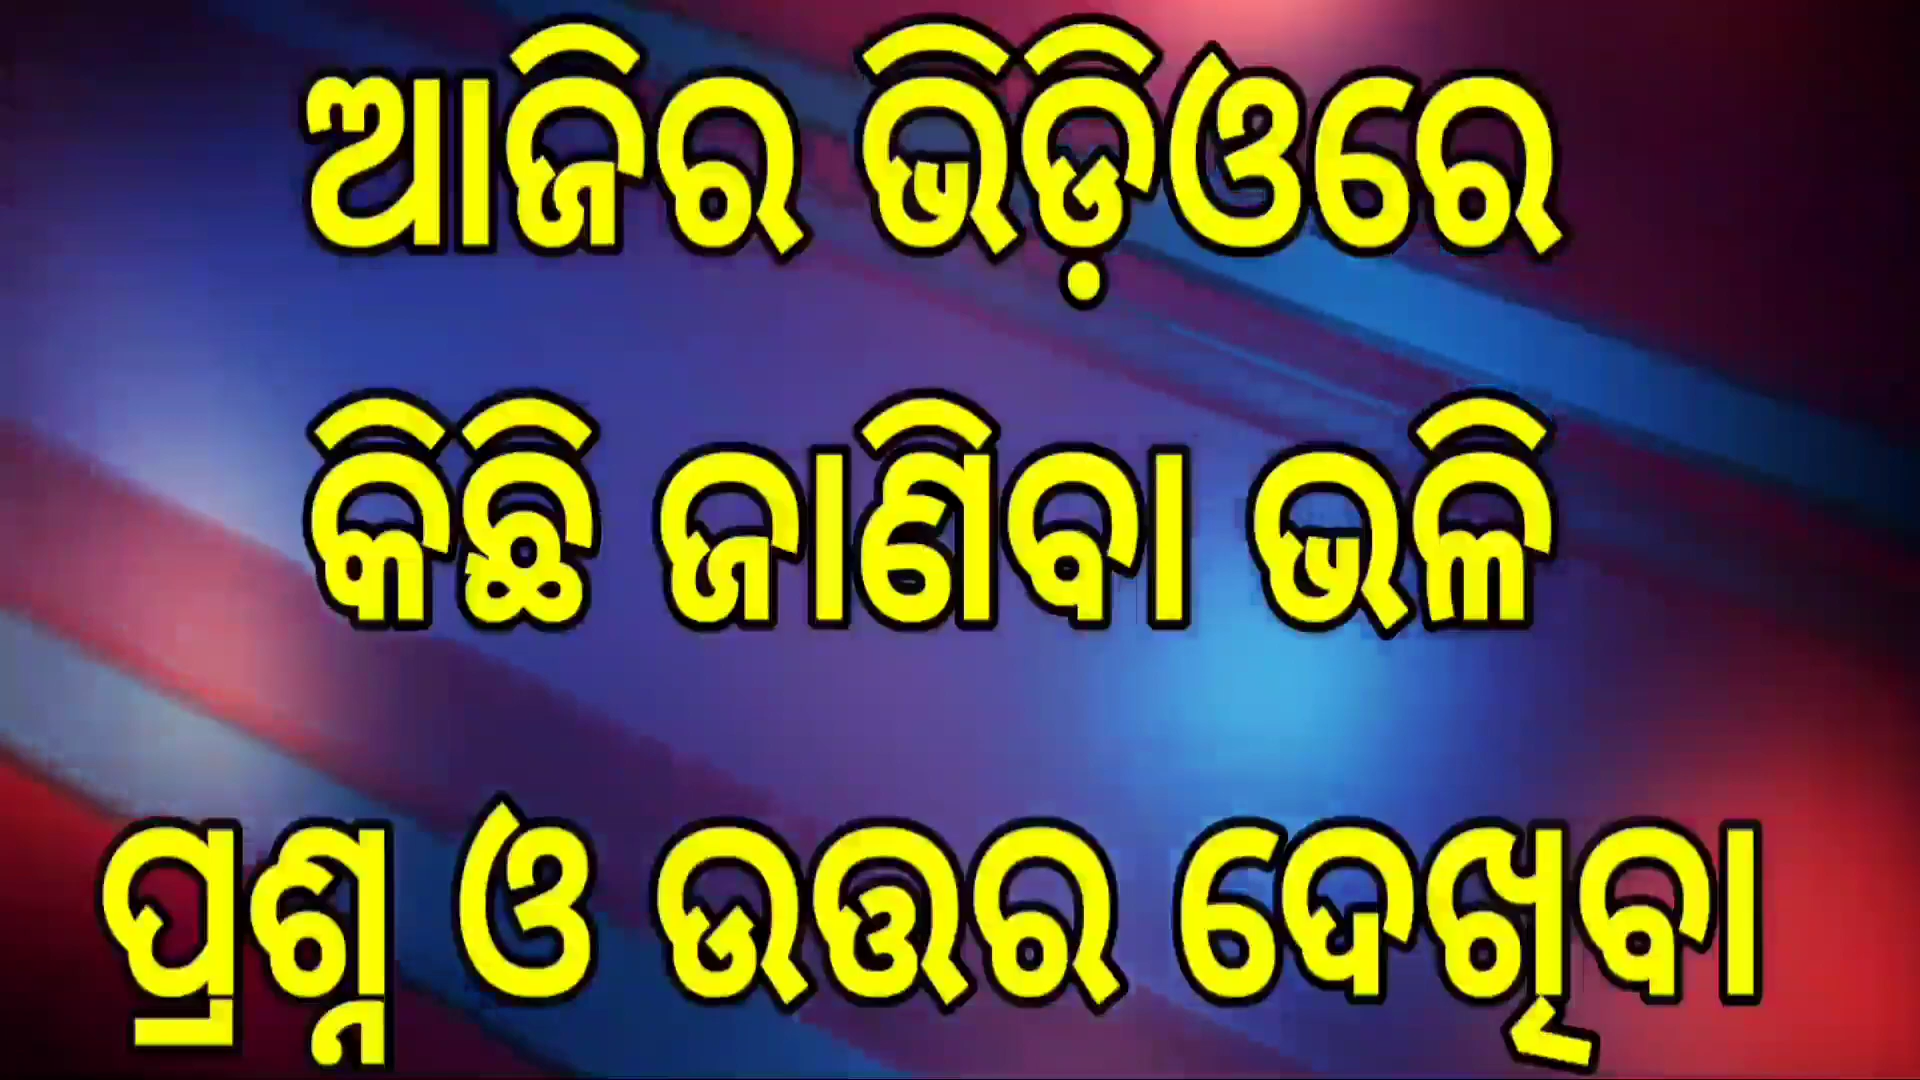 ଆଜିର ଭିଡ଼ିଓରେ
କିଛି ଜାଣିବା ଭଳି
ପ୍ରଶ୍ନ ଓ ଉତ୍ତର ଦେଖିବା